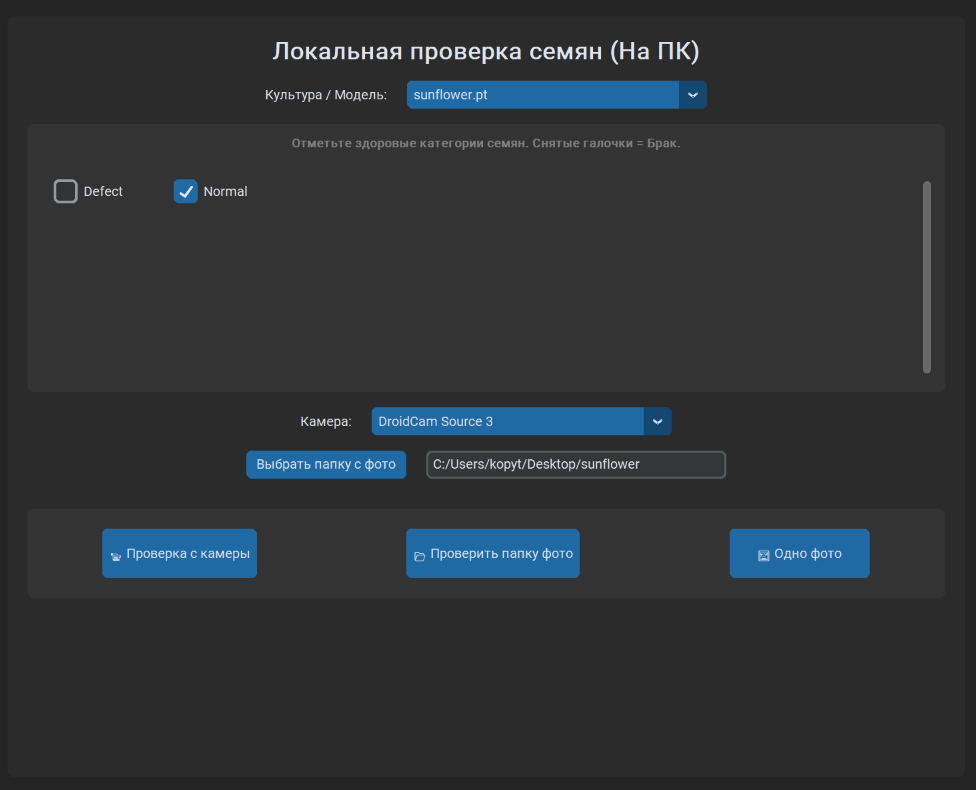 Локальная проверка семян (На ПК)
Культура / Модель: sunflower.pt
Отметьте здоровые категории семян. Снятые галочки = Брак.
Defect Normal
Камера: DroidCam Source 3
Выбрать папку с фото C:/Users/kopyt/Desktop/sunflower
Проверка с камеры Проверить папку фото Одно фото